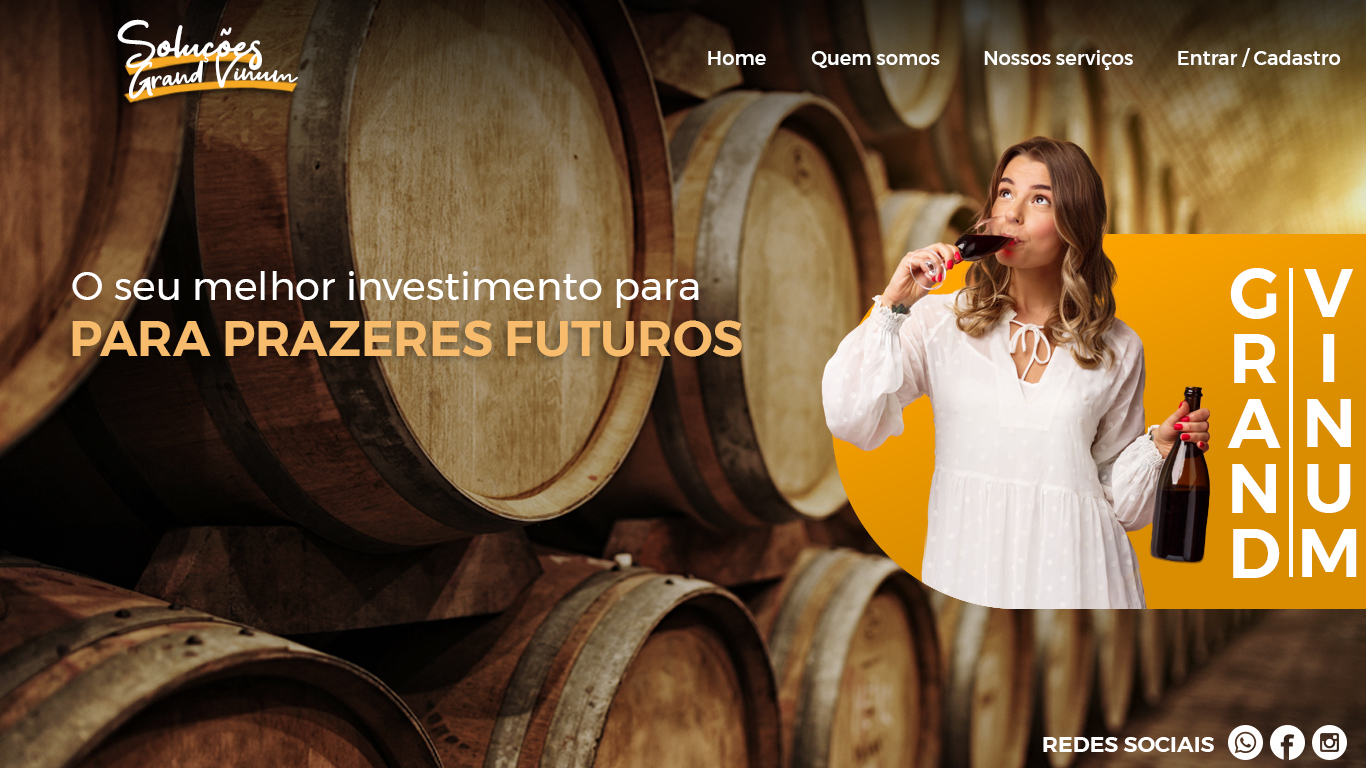 Soluções
Grand Vinum
Home
Quem somos
Nossos serviços
Entrar / Cadastro
O seu melhor investimento para
PARA PRAZERES FUTUROS
GRAND
VINUM
REDES SOCIAIS